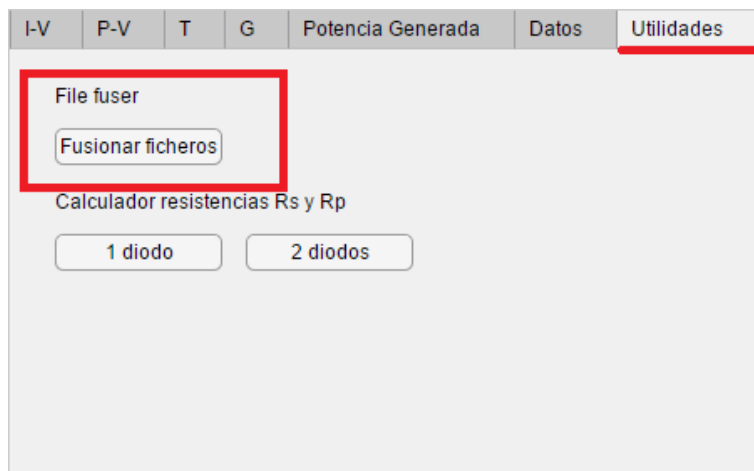 I-V P-V T G Potencia Generada Datos Utilidades
File fuser
Fusionar ficheros
Calculador resistencias Rs y Rp
1 diodo 2 diodos